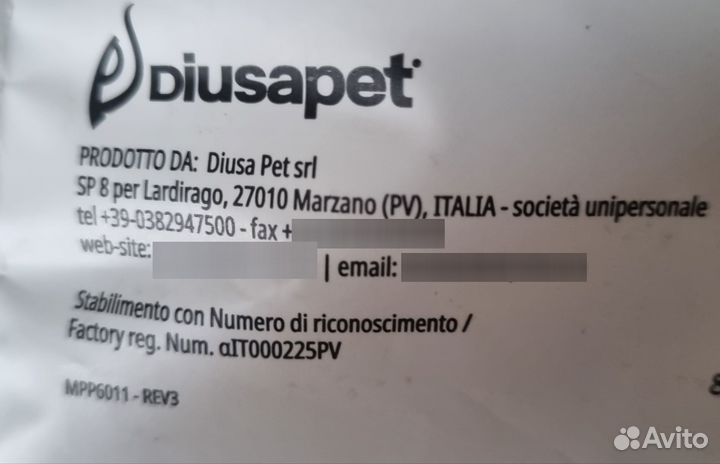 Diusapet
PRODOTTO DA: Diusa Pet srl
SP 8 per Lardirago, 27010 Marzano (PV), ITALIA - società unipersonale
tel +39-0382947500 - fax +
web-site: | email:
Stabilimento con Numero di riconoscimento /
Factory reg. Num. αIT000225PV
MPP6011 - REV3
8
Avito